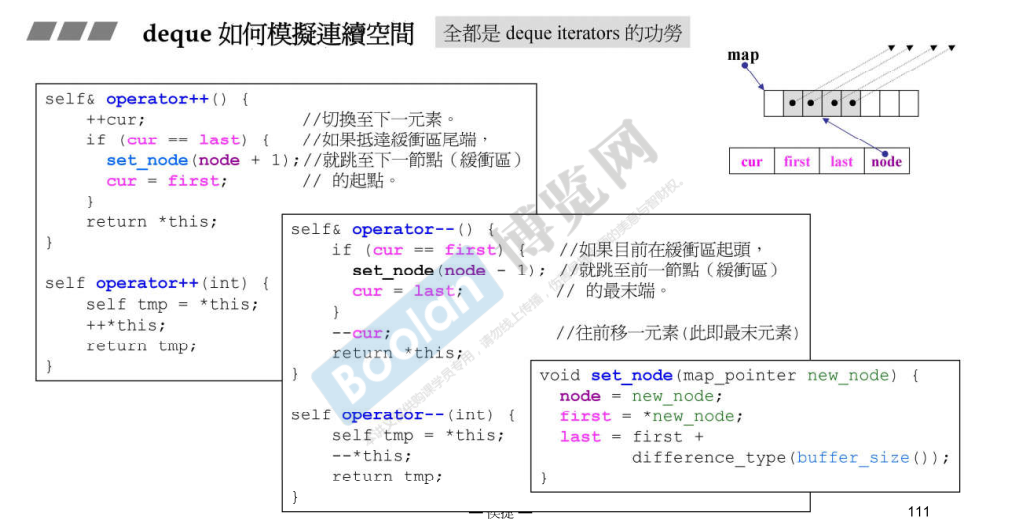 deque 如何模擬連續空間 全都是 deque iterators 的功勞
map
cur first last node
self& operator++() {
++cur; //切換至下一元素。
if (cur == last) { //如果抵達緩衝區尾端，
set_node(node + 1);//就跳至下一節點（緩衝區）
cur = first; // 的起點。
}
return *this;
}
self operator++(int) {
self tmp = *this;
++*this;
return tmp;
}
self& operator--() {
if (cur == first) { //如果目前在緩衝區起頭，
set_node(node - 1); //就跳至前一節點（緩衝區）
cur = last; // 的最末端。
}
--cur; //往前移一元素(此即最末元素)
return *this;
}
self operator--(int) {
self tmp = *this;
--*this;
return tmp;
}
void set_node(map_pointer new_node) {
node = new_node;
first = *new_node;
last = first +
difference_type(buffer_size());
}
Boolan 博览网
111